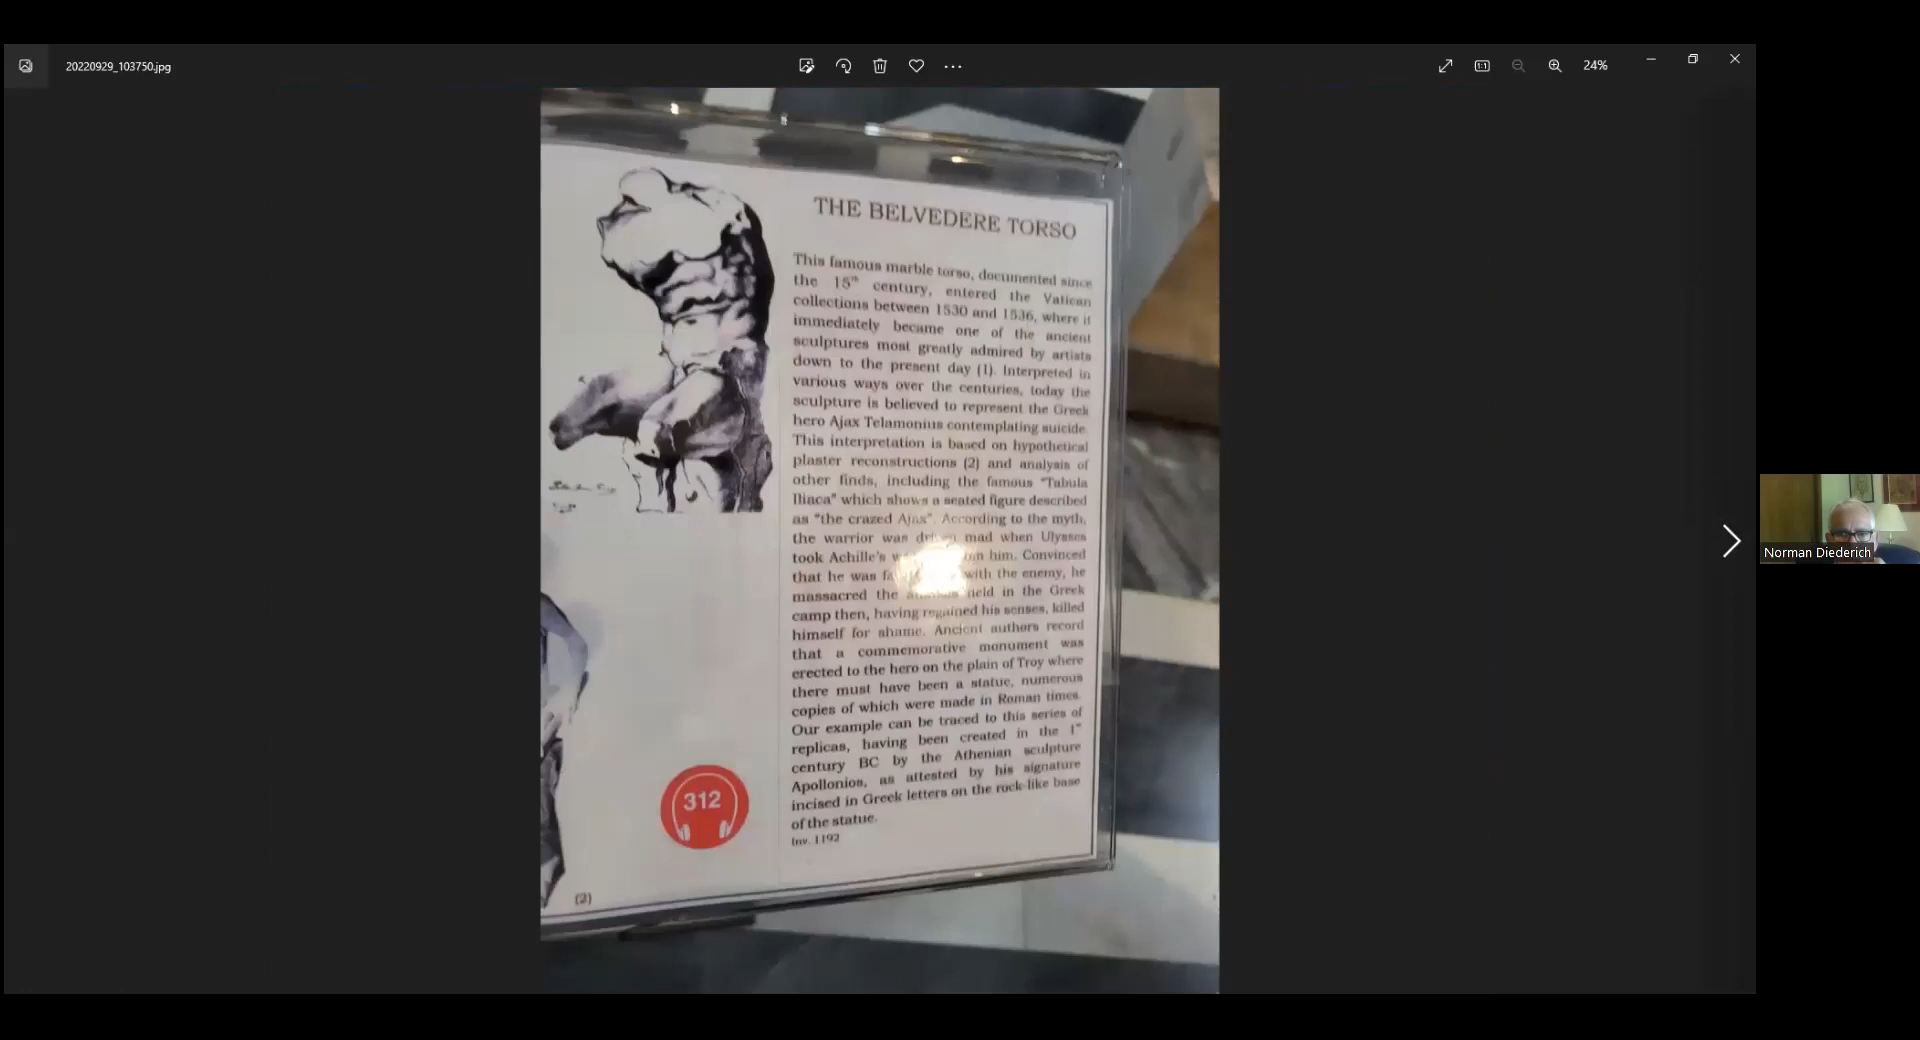 20220929_103750.jpg
24%
THE BELVEDERE TORSO
This famous marble torso, documented since
the 15th century, entered the Vatican
collections between 1530 and 1536, where it
immediately became one of the ancient
sculptures most greatly admired by artists
down to the present day (1). Interpreted in
various ways over the centuries, today the
sculpture is believed to represent the Greek
hero Ajax Telamonius contemplating suicide.
This interpretation is based on hypothetical
plaster reconstructions (2) and analysis of
other finds, including the famous "Tabula
Iliaca" which shows a seated figure described
as "the crazed Ajax". According to the myth,
the warrior was driven mad when Ulysses
took Achille's him. Convinced
that he was with the enemy, he
massacred the held in the Greek
camp then, having regained his senses, killed
himself for shame. Ancient authors record
that a commemorative monument was
erected to the hero on the plain of Troy where
there must have been a statue, numerous
copies of which were made in Roman times.
Our example can be traced to this series of
replicas, having been created in the 1st
century BC by the Athenian sculpture
Apollonios, as attested by his signature
incised in Greek letters on the rock-like base
of the statue.
Inv. 1192
312
(2)
Norman Diederich